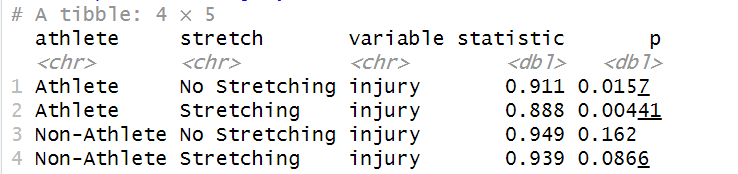 # A tibble: 4 × 5
athlete stretch variable statistic p
<chr> <chr> <chr> <dbl> <dbl>
1 Athlete No Stretching injury 0.911 0.0157
2 Athlete Stretching injury 0.888 0.00441
3 Non-Athlete No Stretching injury 0.949 0.162
4 Non-Athlete Stretching injury 0.939 0.0866